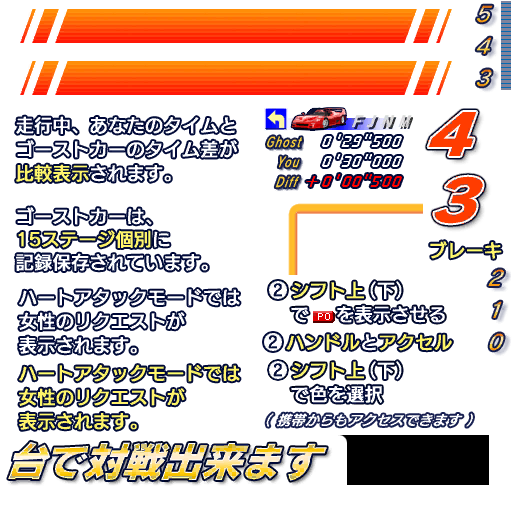 5
4
3
走行中、あなたのタイムと
ゴーストカーのタイム差が
比較表示されます。
ゴーストカーは、
15ステージ個別に
記録保存されています。
ハートアタックモードでは
女性のリクエストが
表示されます。
ハートアタックモードでは
女性のリクエストが
表示されます。
台で対戦出来ます
FJNM
Ghost 0'29"500
You 0'30"000
Diff +0'00"500
4
3
ブレーキ
2
1
0
②シフト上(下)
でPOを表示させる
②ハンドルとアクセル
②シフト上(下)
で色を選択
(携帯からもアクセスできます)